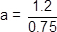 a = 1.2 / 0.75